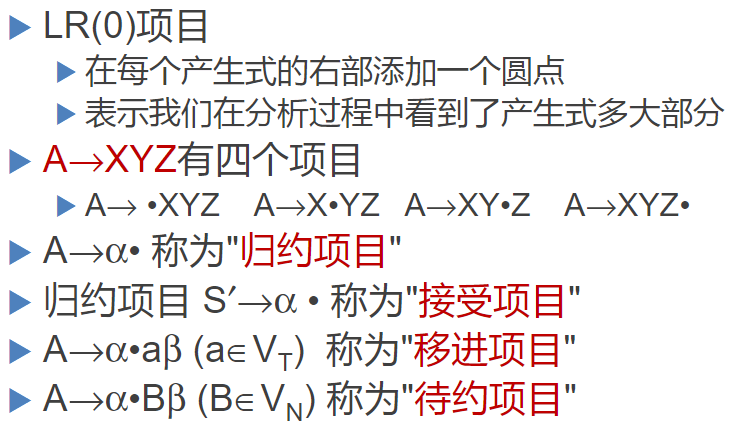 LR(0)项目
在每个产生式的右部添加一个圆点
表示我们在分析过程中看到了产生式多大部分
A→XYZ有四个项目
A→ •XYZ A→X•YZ A→XY•Z A→XYZ•
A→α• 称为"归约项目"
归约项目 S′→α • 称为"接受项目"
A→α•aβ (a∈VT) 称为"移进项目"
A→α•Bβ (B∈VN) 称为"待约项目"